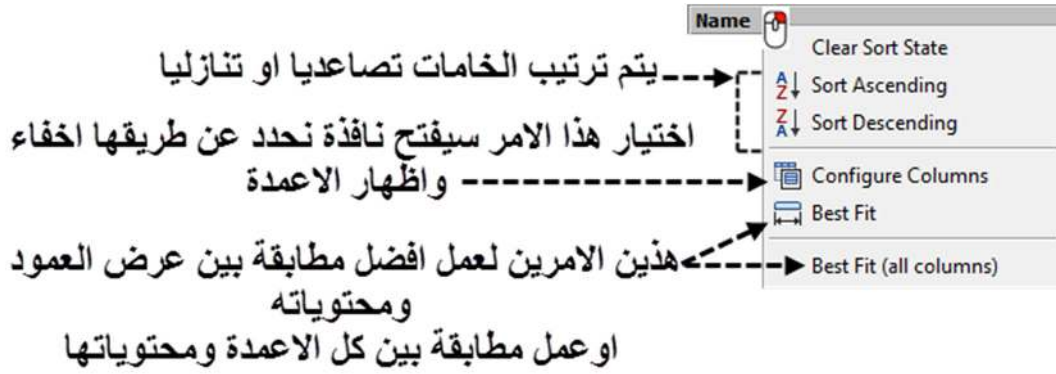 Name
Clear Sort State
يتم ترتيب الخامات تصاعديا او تنازليا
Sort Ascending
Sort Descending
اختيار هذا الامر سيفتح نافذة نحدد عن طريقها اخفاء
واظهار الاعمدة
Configure Columns
Best Fit
هذين الامرين لعمل افضل مطابقة بين عرض العمود
Best Fit (all columns)
ومحتوياته
اوعمل مطابقة بين كل الاعمدة ومحتوياتها